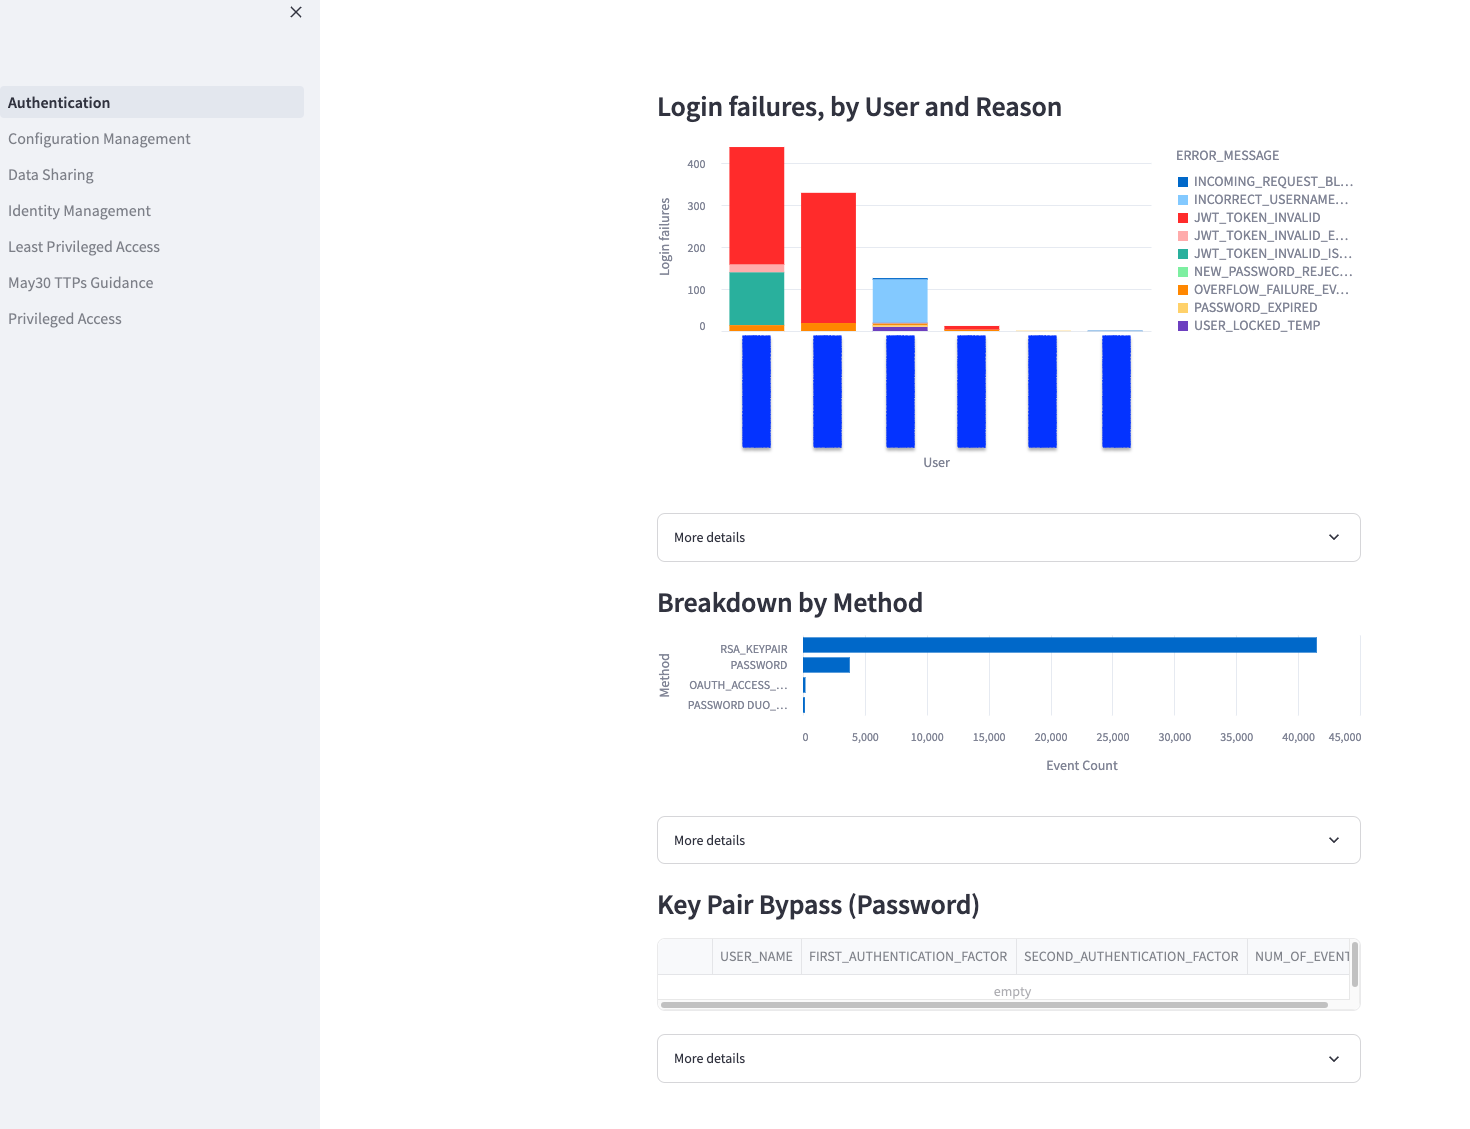 Authentication
Configuration Management
Data Sharing
Identity Management
Least Privileged Access
May30 TTPs Guidance
Privileged Access
Login failures, by User and Reason
Login failures
400
300
200
100
0
User
ERROR_MESSAGE
INCOMING_REQUEST_BL…
INCORRECT_USERNAME…
JWT_TOKEN_INVALID
JWT_TOKEN_INVALID_E…
JWT_TOKEN_INVALID_IS…
NEW_PASSWORD_REJEC…
OVERFLOW_FAILURE_EV…
PASSWORD_EXPIRED
USER_LOCKED_TEMP
More details
Breakdown by Method
Method
RSA_KEYPAIR
PASSWORD
OAUTH_ACCESS_…
PASSWORD DUO_…
0 5,000 10,000 15,000 20,000 25,000 30,000 35,000 40,000 45,000
Event Count
More details
Key Pair Bypass (Password)
USER_NAME FIRST_AUTHENTICATION_FACTOR SECOND_AUTHENTICATION_FACTOR NUM_OF_EVENT
empty
More details